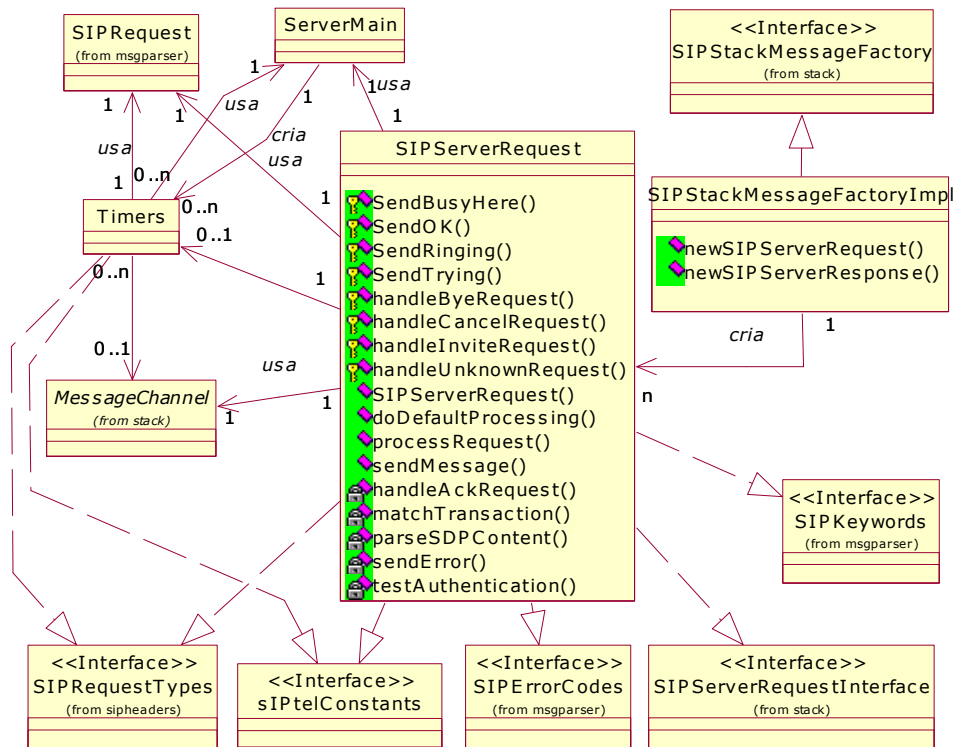 SIPRequest
(from msgparser)
ServerMain
<<Interface>>
SIPStackMessageFactory
(from stack)
1
1
1
usa
usa
1
1
1
1
cria
usa
usa
SIPServerRequest
SendBusyHere()
SendOK()
SendRinging()
SendTrying()
handleByeRequest()
handleCancelRequest()
handleInviteRequest()
handleUnknownRequest()
SIPServerRequest()
doDefaultProcessing()
processRequest()
sendMessage()
handleAckRequest()
matchTransaction()
parseSDPContent()
sendError()
testAuthentication()
SIPStackMessageFactoryImpl
newSIPServerRequest()
newSIPServerResponse()
1
0..n
Timers
0..n
1
0..1
0..n
1
0..1
cria
1
n
usa
1
1
MessageChannel
(from stack)
<<Interface>>
SIPKeywords
(from msgparser)
<<Interface>>
SIPRequestTypes
(from sipheaders)
<<Interface>>
sIPtelConstants
<<Interface>>
SIPErrorCodes
(from msgparser)
<<Interface>>
SIPServerRequestInterface
(from stack)